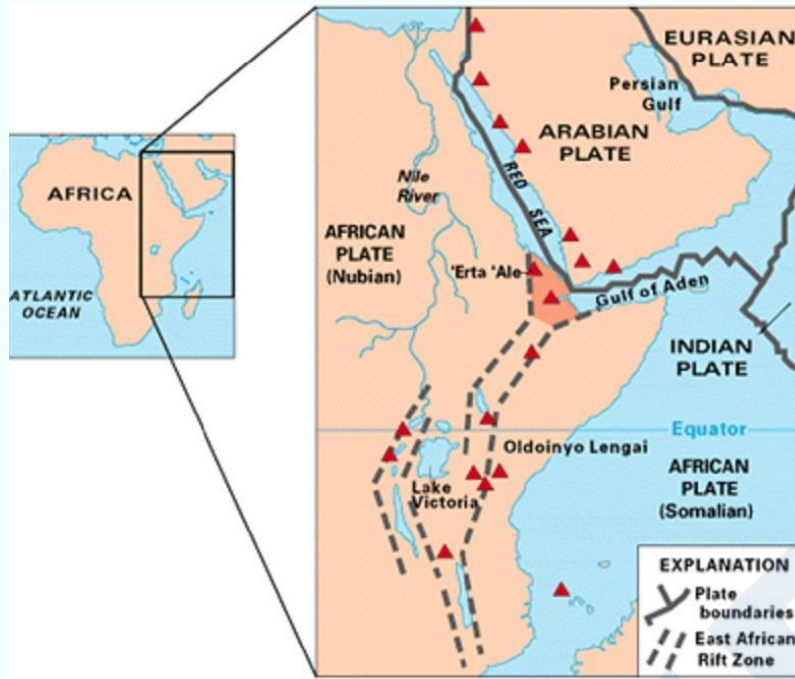 AFRICA
ATLANTIC
OCEAN
EURASIAN
PLATE
Persian
Gulf
ARABIAN
PLATE
Nile
River
RED SEA
AFRICAN
PLATE
(Nubian)
'Erta 'Ale
Gulf of Aden
INDIAN
PLATE
Equator
Oldoinyo Lengai
Lake
Victoria
AFRICAN
PLATE
(Somalian)
EXPLANATION
Plate
boundaries
East African
Rift Zone